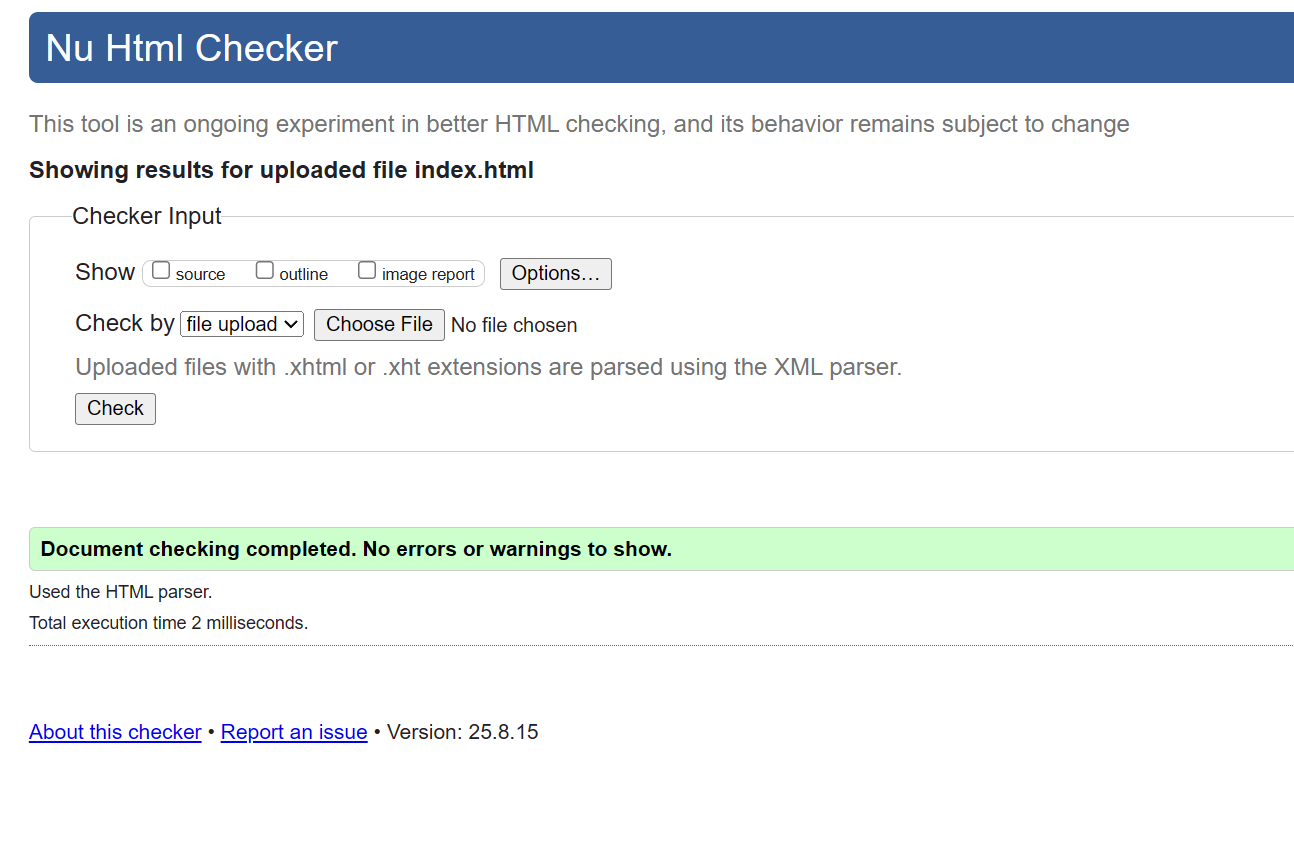 Nu Html Checker
This tool is an ongoing experiment in better HTML checking, and its behavior remains subject to change
Showing results for uploaded file index.html
Checker Input
Show source outline image report Options…
Check by file upload Choose File No file chosen
Uploaded files with .xhtml or .xht extensions are parsed using the XML parser.
Check
Document checking completed. No errors or warnings to show.
Used the HTML parser.
Total execution time 2 milliseconds.
About this checker • Report an issue • Version: 25.8.15